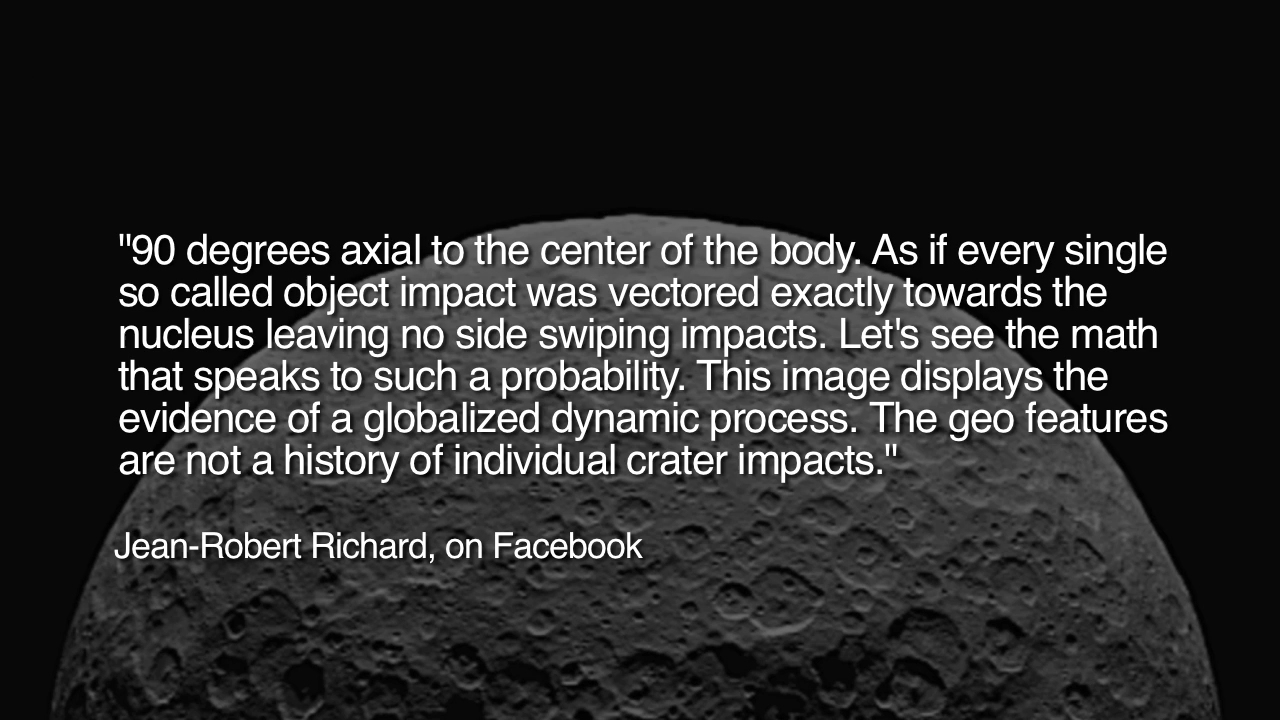 "90 degrees axial to the center of the body. As if every single
so called object impact was vectored exactly towards the
nucleus leaving no side swiping impacts. Let's see the math
that speaks to such a probability. This image displays the
evidence of a globalized dynamic process. The geo features
are not a history of individual crater impacts."
Jean-Robert Richard, on Facebook